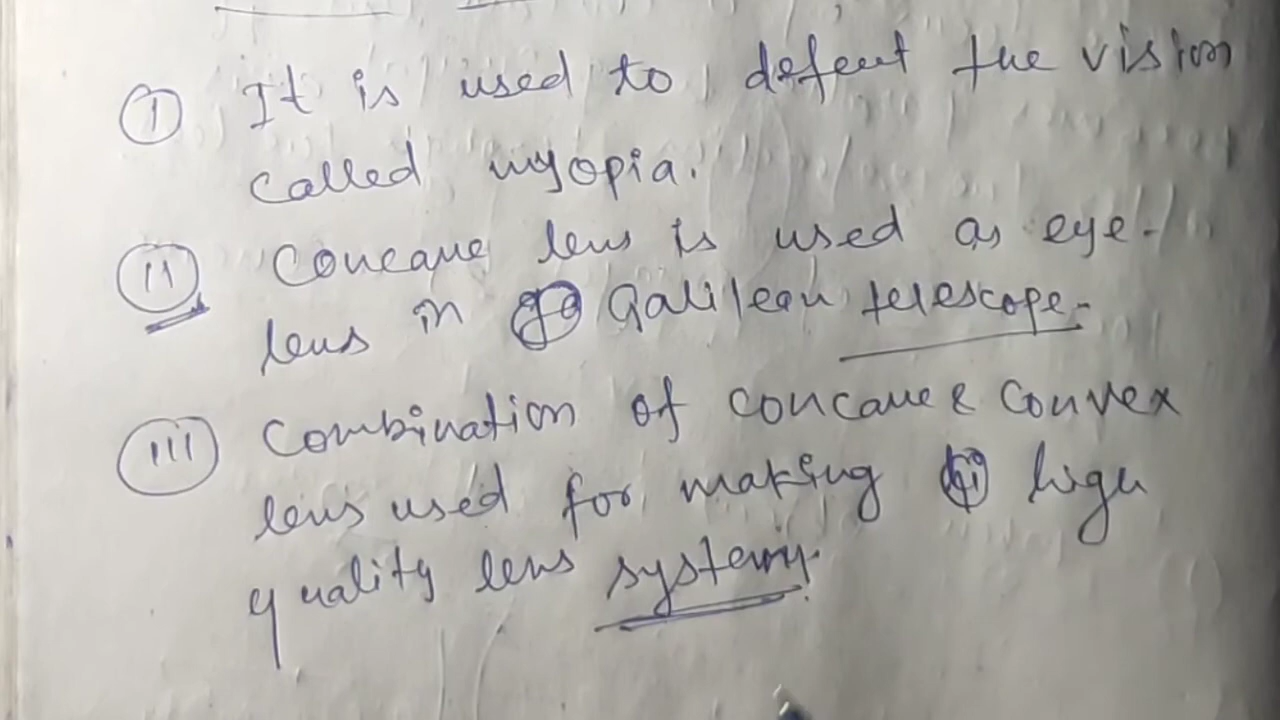 I It is used to defeut the vision
called myopia.
II Concave lens is used as eye-
lens in Galilean telescope-
III Combination of concave & Convex
lens used for making high
quality lens system.